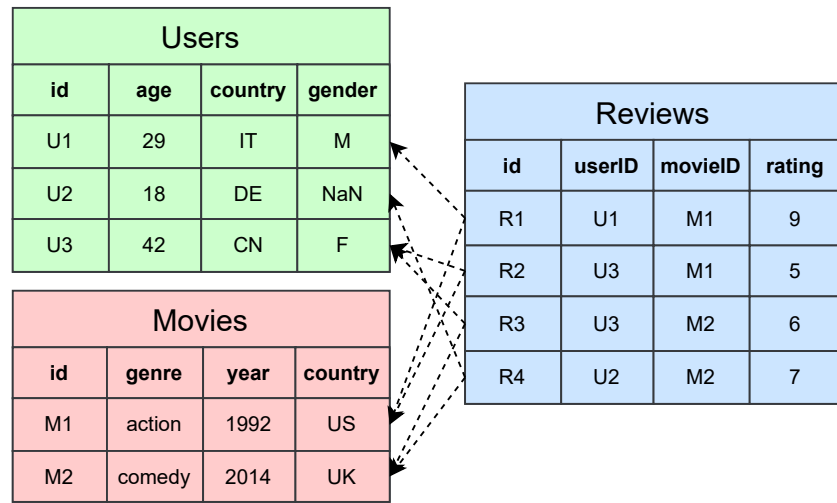 Users
id age country gender
U1 29 IT M
U2 18 DE NaN
U3 42 CN F
Movies
id genre year country
M1 action 1992 US
M2 comedy 2014 UK
Reviews
id userID movieID rating
R1 U1 M1 9
R2 U3 M1 5
R3 U3 M2 6
R4 U2 M2 7